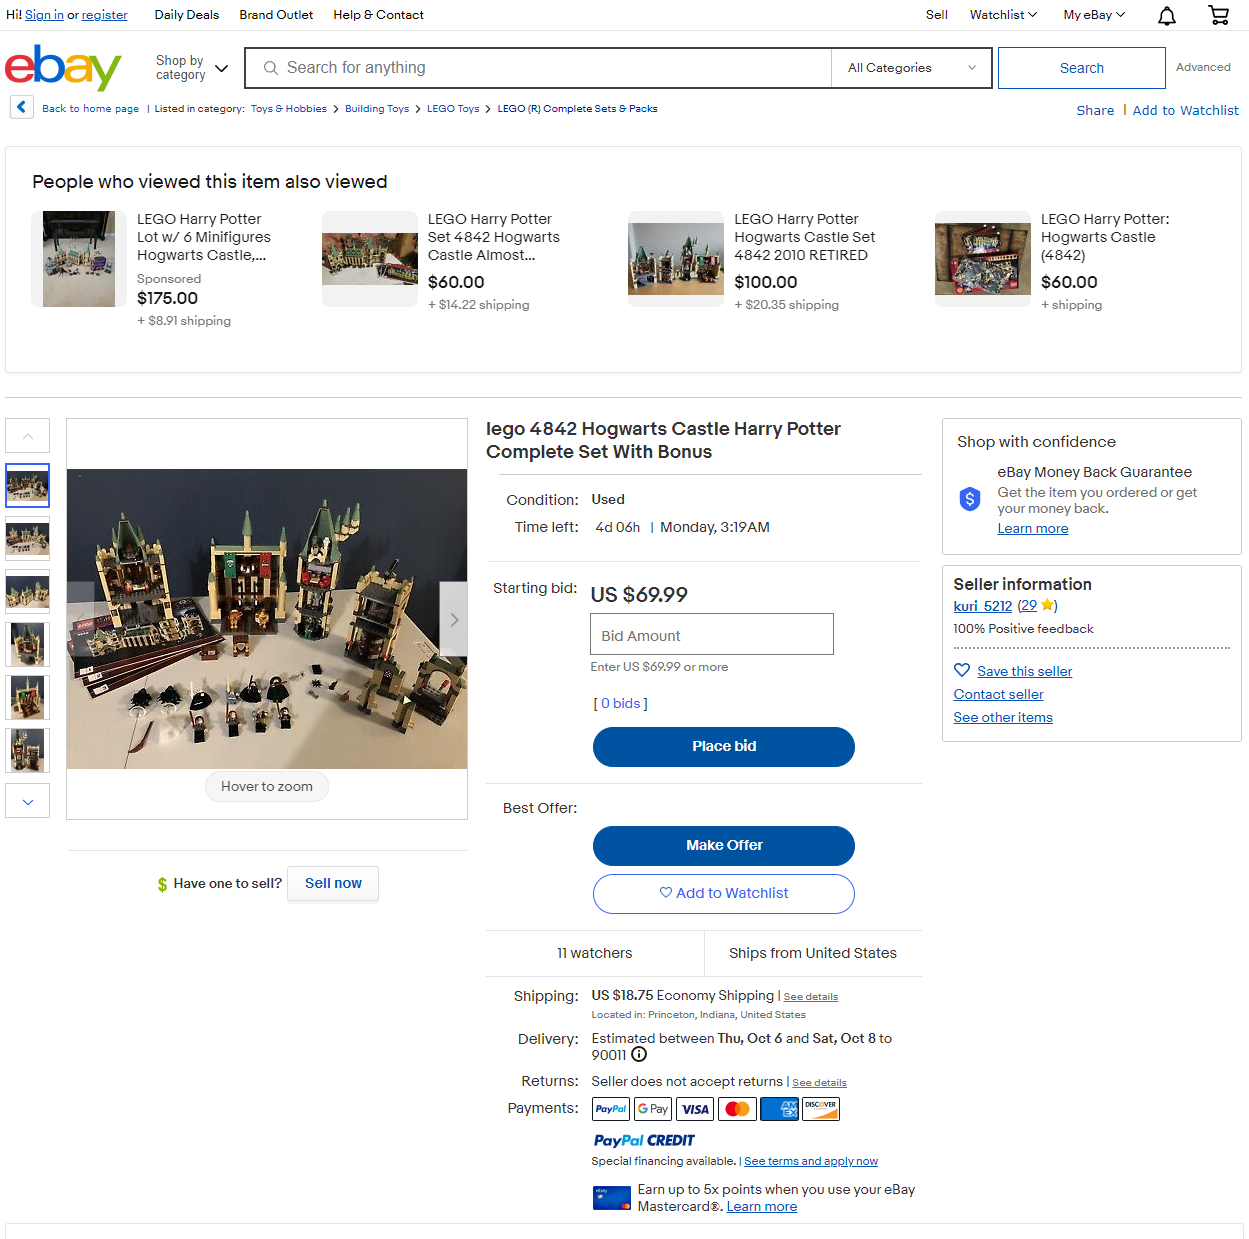 Hi! Sign in or register Daily Deals Brand Outlet Help & Contact Sell Watchlist My eBay
ebay Shop by category Search for anything All Categories Search Advanced
Back to home page | Listed in category: Toys & Hobbies > Building Toys > LEGO Toys > LEGO (R) Complete Sets & Packs Share | Add to Watchlist
People who viewed this item also viewed
LEGO Harry Potter
Lot w/ 6 Minifigures
Hogwarts Castle,...
Sponsored
$175.00
+ $8.91 shipping
LEGO Harry Potter
Set 4842 Hogwarts
Castle Almost...
$60.00
+ $14.22 shipping
LEGO Harry Potter
Hogwarts Castle Set
4842 2010 RETIRED
$100.00
+ $20.35 shipping
LEGO Harry Potter:
Hogwarts Castle
(4842)
$60.00
+ shipping
Hover to zoom
$ Have one to sell? Sell now
lego 4842 Hogwarts Castle Harry Potter
Complete Set With Bonus
Condition: Used
Time left: 4d 06h | Monday, 3:19AM
Starting bid: US $69.99
Bid Amount
Enter US $69.99 or more
[ 0 bids ]
Place bid
Best Offer:
Make Offer
Add to Watchlist
11 watchers Ships from United States
Shipping: US $18.75 Economy Shipping | See details
Located in: Princeton, Indiana, United States
Delivery: Estimated between Thu, Oct 6 and Sat, Oct 8 to
90011
Returns: Seller does not accept returns | See details
Payments: PayPal G Pay VISA AMEX DISCOVER
PayPal CREDIT
Special financing available. | See terms and apply now
Earn up to 5x points when you use your eBay
Mastercard®. Learn more
Shop with confidence
eBay Money Back Guarantee
Get the item you ordered or get
your money back.
Learn more
Seller information
kuri_5212 (29)
100% Positive feedback
Save this seller
Contact seller
See other items